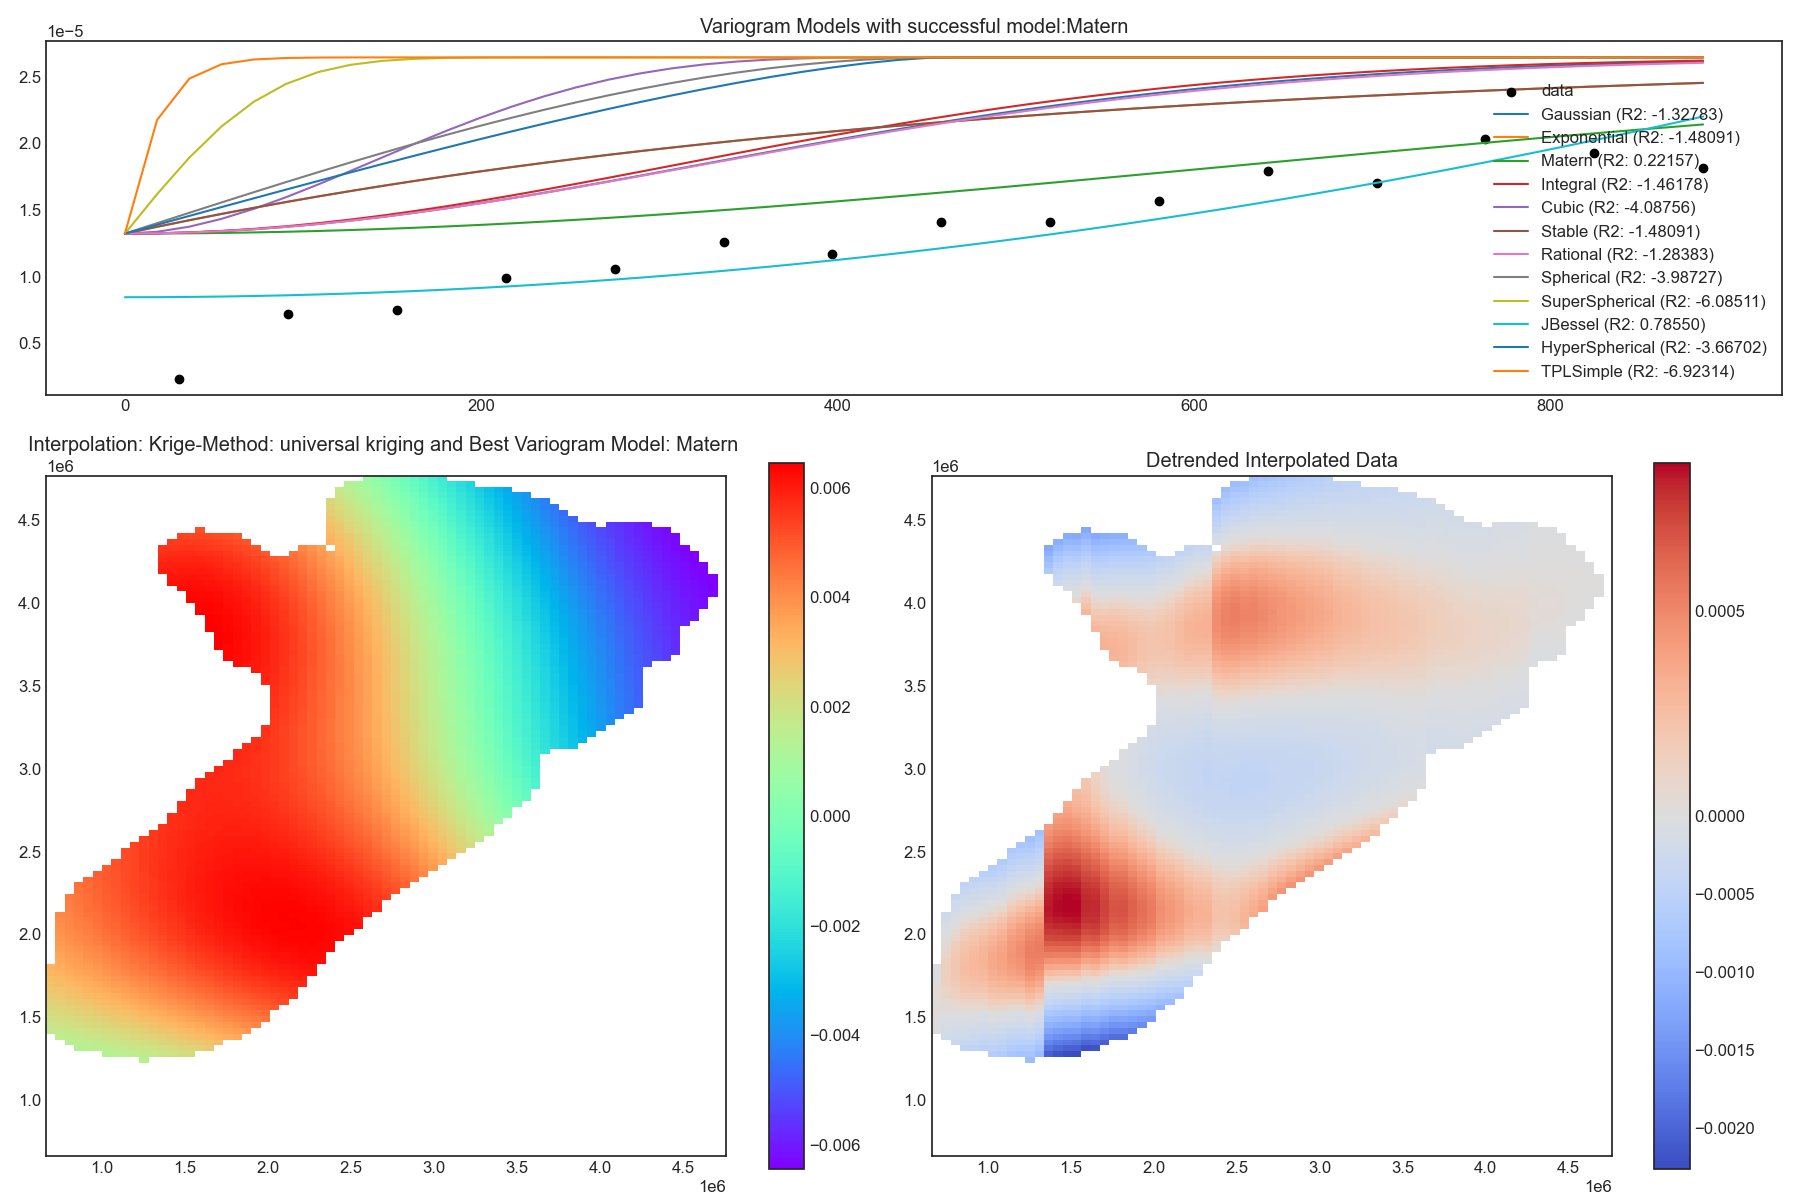 Variogram Models with successful model:Matern
1e−5
2.5
2.0
1.5
1.0
0.5
0
200
400
600
800
data
Gaussian (R2: -1.32783)
Exponential (R2: -1.48091)
Matern (R2: 0.22157)
Integral (R2: -1.46178)
Cubic (R2: -4.08756)
Stable (R2: -1.48091)
Rational (R2: -1.28383)
Spherical (R2: -3.98727)
SuperSpherical (R2: -6.08511)
JBessel (R2: 0.78550)
HyperSpherical (R2: -3.66702)
TPLSimple (R2: -6.92314)
Interpolation: Krige-Method: universal kriging and Best Variogram Model: Matern
1e6
4.5
4.0
3.5
3.0
2.5
2.0
1.5
1.0
1.0
1.5
2.0
2.5
3.0
3.5
4.0
4.5
1e6
0.006
0.004
0.002
0.000
−0.002
−0.004
−0.006
Detrended Interpolated Data
1e6
4.5
4.0
3.5
3.0
2.5
2.0
1.5
1.0
1.0
1.5
2.0
2.5
3.0
3.5
4.0
4.5
1e6
0.0005
0.0000
−0.0005
−0.0010
−0.0015
−0.0020